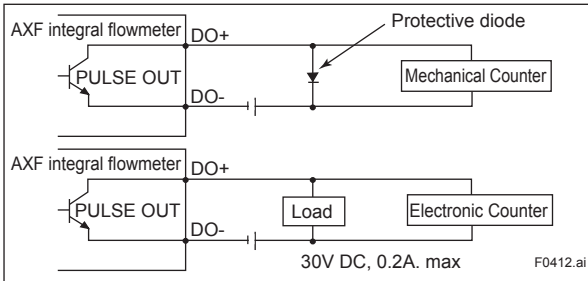 Protective diode
AXF integral flowmeter
DO+
PULSE OUT
Mechanical Counter
DO-
AXF integral flowmeter
DO+
PULSE OUT
Load
Electronic Counter
DO-
30V DC, 0.2A. max
F0412.ai